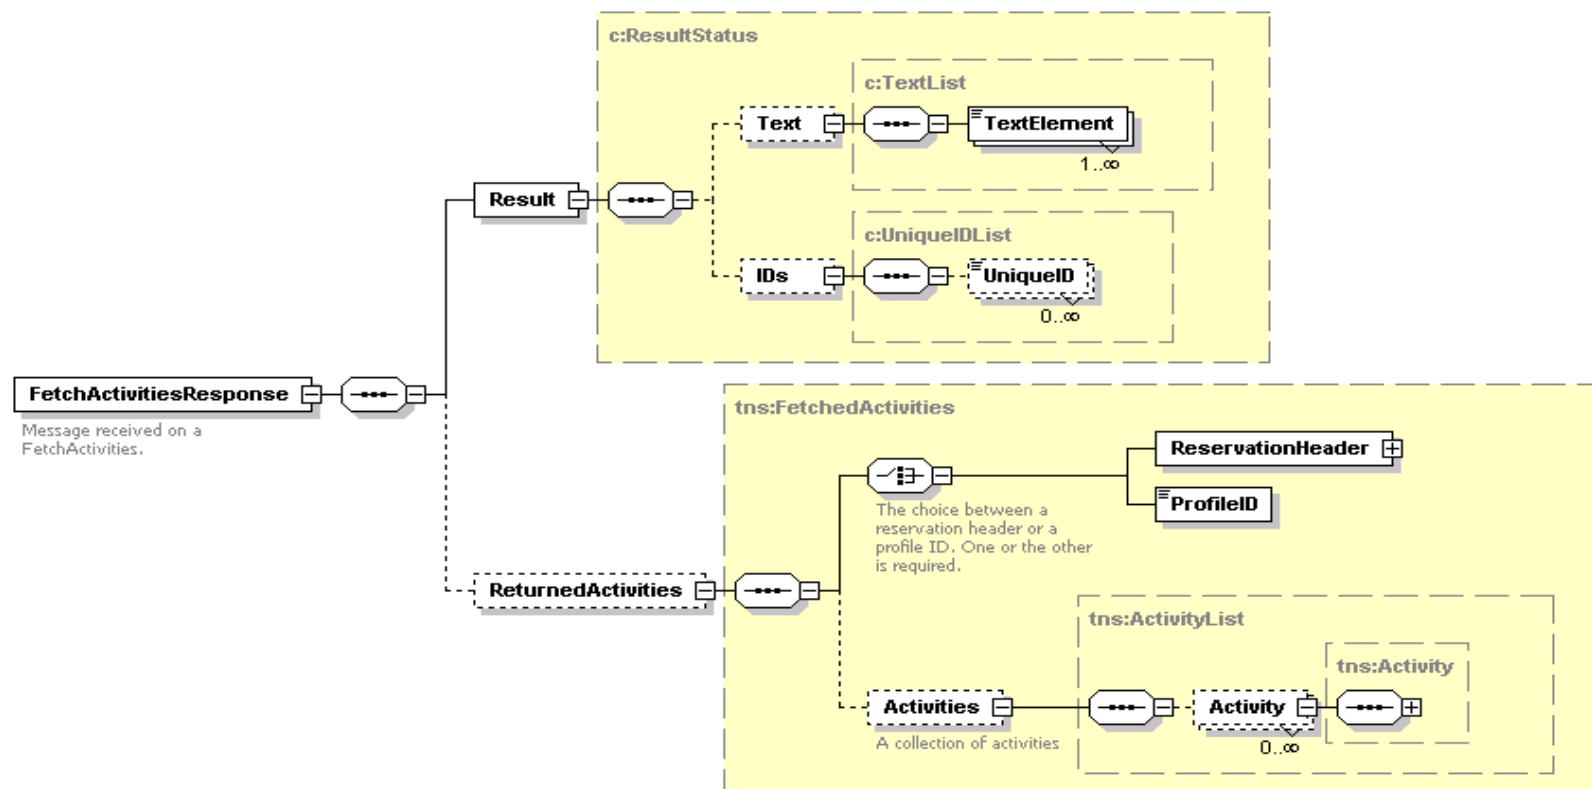 c:ResultStatus
c:TextList
Text
TextElement
1..∞
Result
c:UniqueIDList
IDs
UniqueID
0..∞
FetchActivitiesResponse
Message received on a
FetchActivities.
tns:FetchedActivities
ReservationHeader
ProfileID
The choice between a
reservation header or a
profile ID. One or the other
is required.
ReturnedActivities
tns:ActivityList
tns:Activity
Activities
Activity
A collection of activities
0..∞